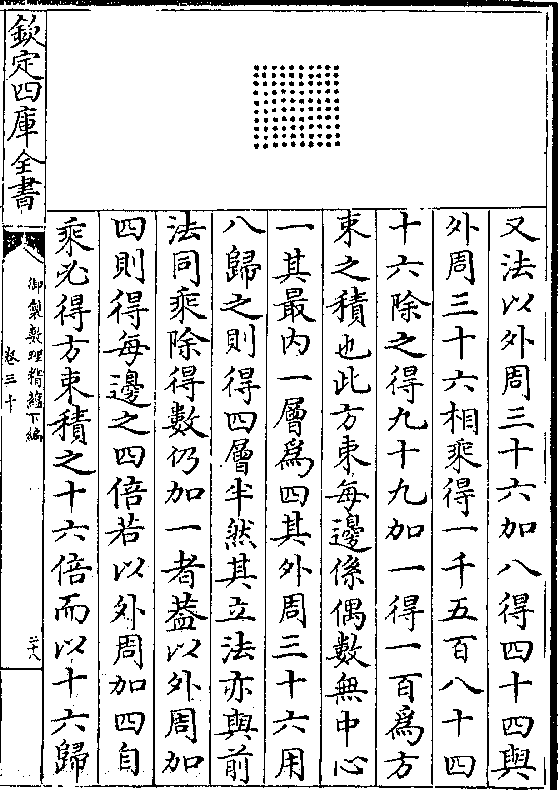 又法以外周三十六加八得四十四與
外周三十六相乘得一千五百八十四
十六除之得九十九加一得一百爲方
束之積也此方束每邊係偶數無中心
一其最内一層爲四其外周三十六用
八歸之則得四層半然其立法亦與前
法同乘除得數仍加一者葢以外周加
四則得每邊之四倍若以外周加四自
乘必得方束積之十六倍而以十六歸
欽定四庫全書
御製數理精蘊下編
卷三十
三十八